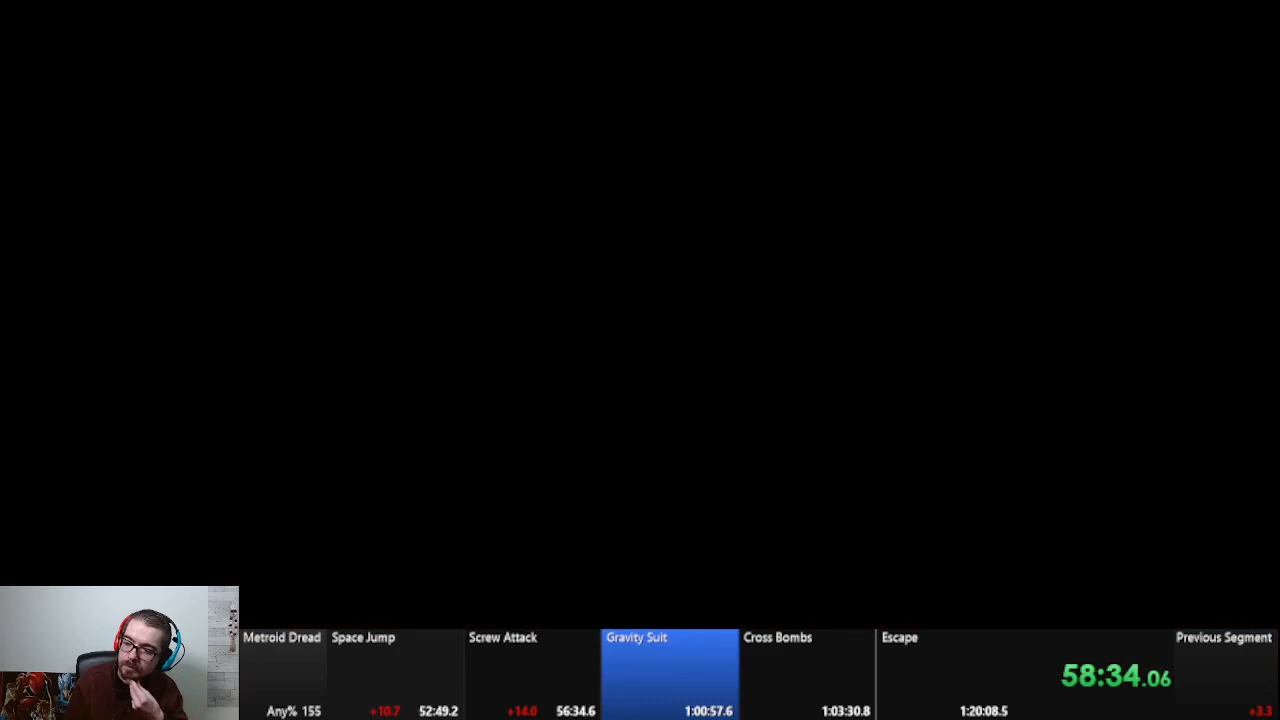 Metroid Dread
Any% 155
Space Jump
+10.7 52:49.2
Screw Attack
+14.0 56:34.6
Gravity Suit
1:00:57.6
Cross Bombs
1:03:30.8
Escape
1:20:08.5
58:34.06
Previous Segment
+3.3